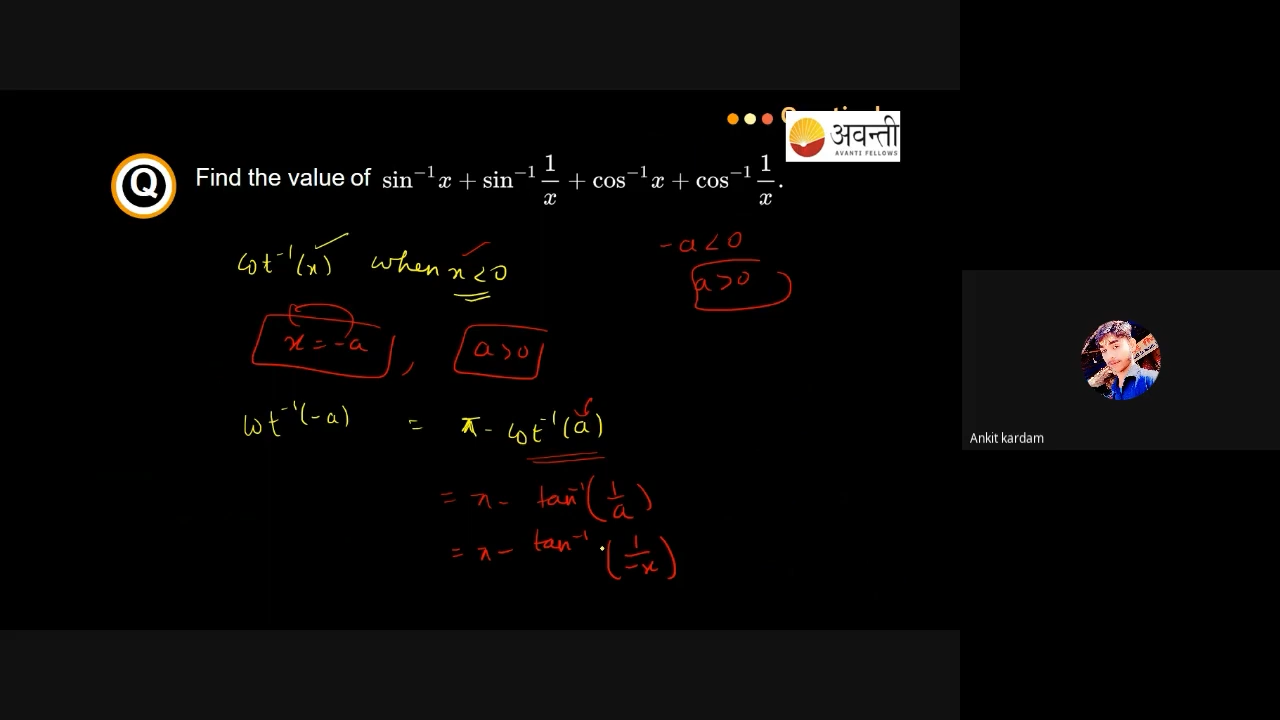 अवन्ती
AVANTI FELLOWS
Q
Find the value of sin⁻¹x + sin⁻¹ 1/x + cos⁻¹x + cos⁻¹ 1/x.
-a < 0
cot⁻¹(x) when x < 0
a > 0
x = -a , a > 0
cot⁻¹(-a) = π - cot⁻¹(a)
= π - tan⁻¹(1/a)
= π - tan⁻¹(1/-x)
Ankit kardam